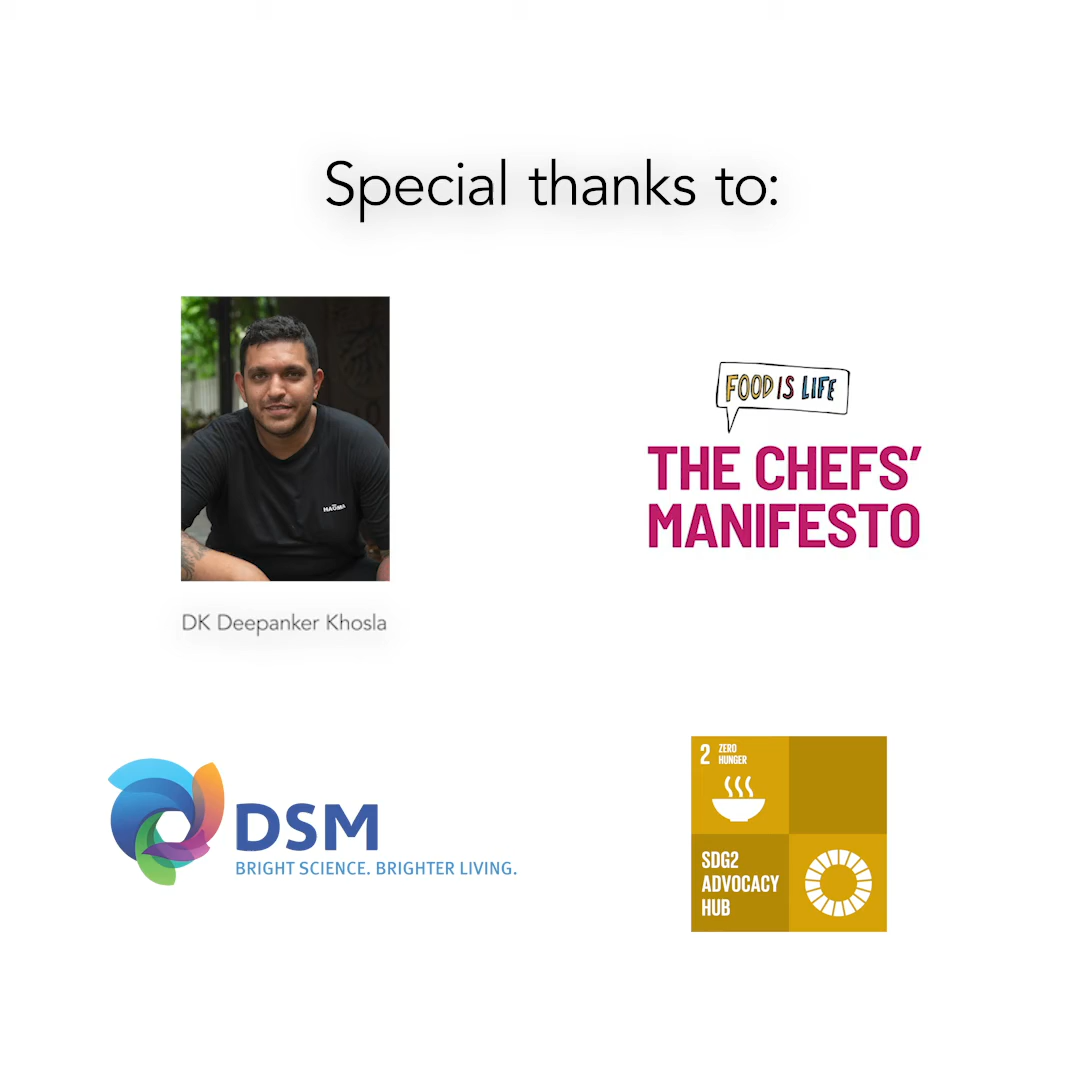 Special thanks to:
FOOD IS LIFE
THE CHEFS’
MANIFESTO
DK Deepanker Khosla
DSM
BRIGHT SCIENCE. BRIGHTER LIVING.
2 ZERO
HUNGER
SDG2
ADVOCACY
HUB